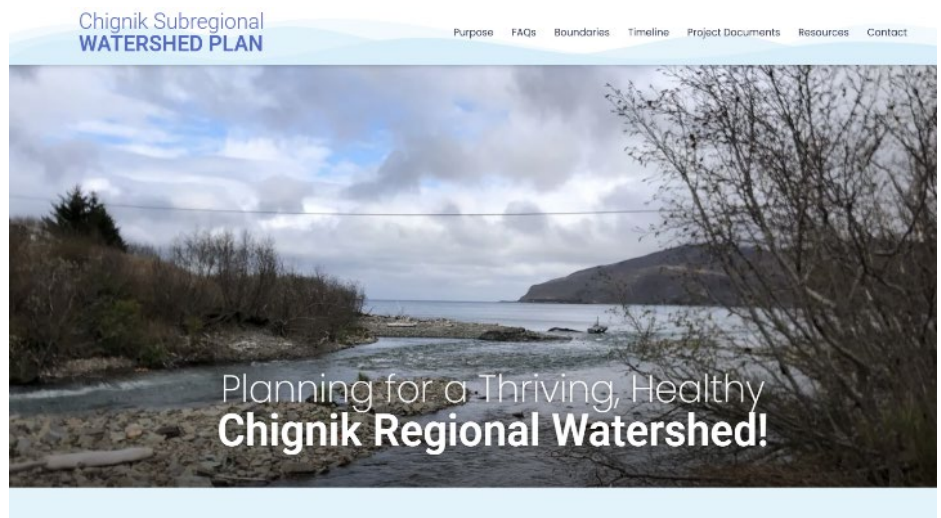 Chignik Subregional
WATERSHED PLAN
Purpose FAQs Boundaries Timeline Project Documents Resources Contact
Planning for a Thriving, Healthy
Chignik Regional Watershed!